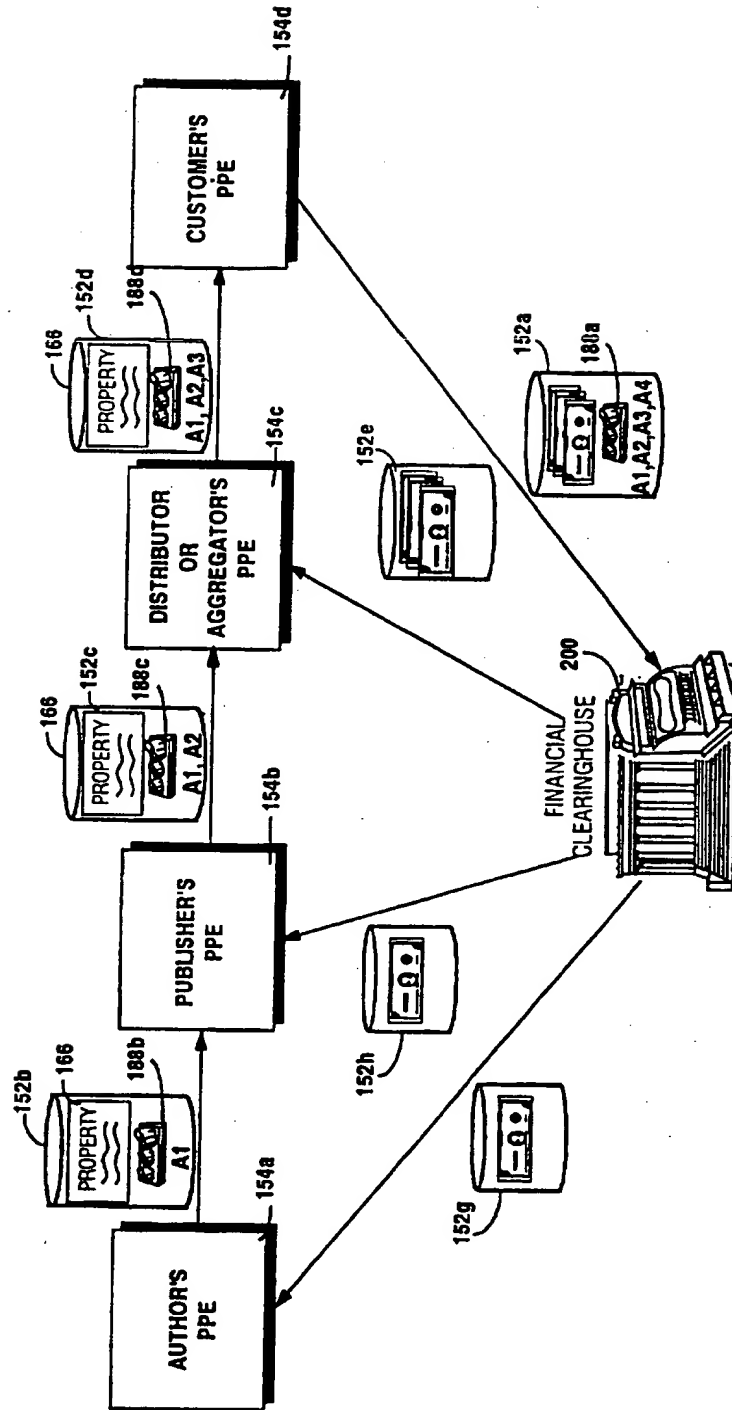 152b
166
PROPERTY
188b
A1
AUTHOR'S
PPE
154a
166
152c
PROPERTY
188c
A1, A2
PUBLISHER'S
PPE
154b
166
152d
PROPERTY
188d
A1, A2, A3
DISTRIBUTOR
OR
AGGREGATOR'S
PPE
154c
CUSTOMER'S
PPE
154d
152g
152h
152e
152a
188a
A1,A2,A3,A4
FINANCIAL
CLEARINGHOUSE
200